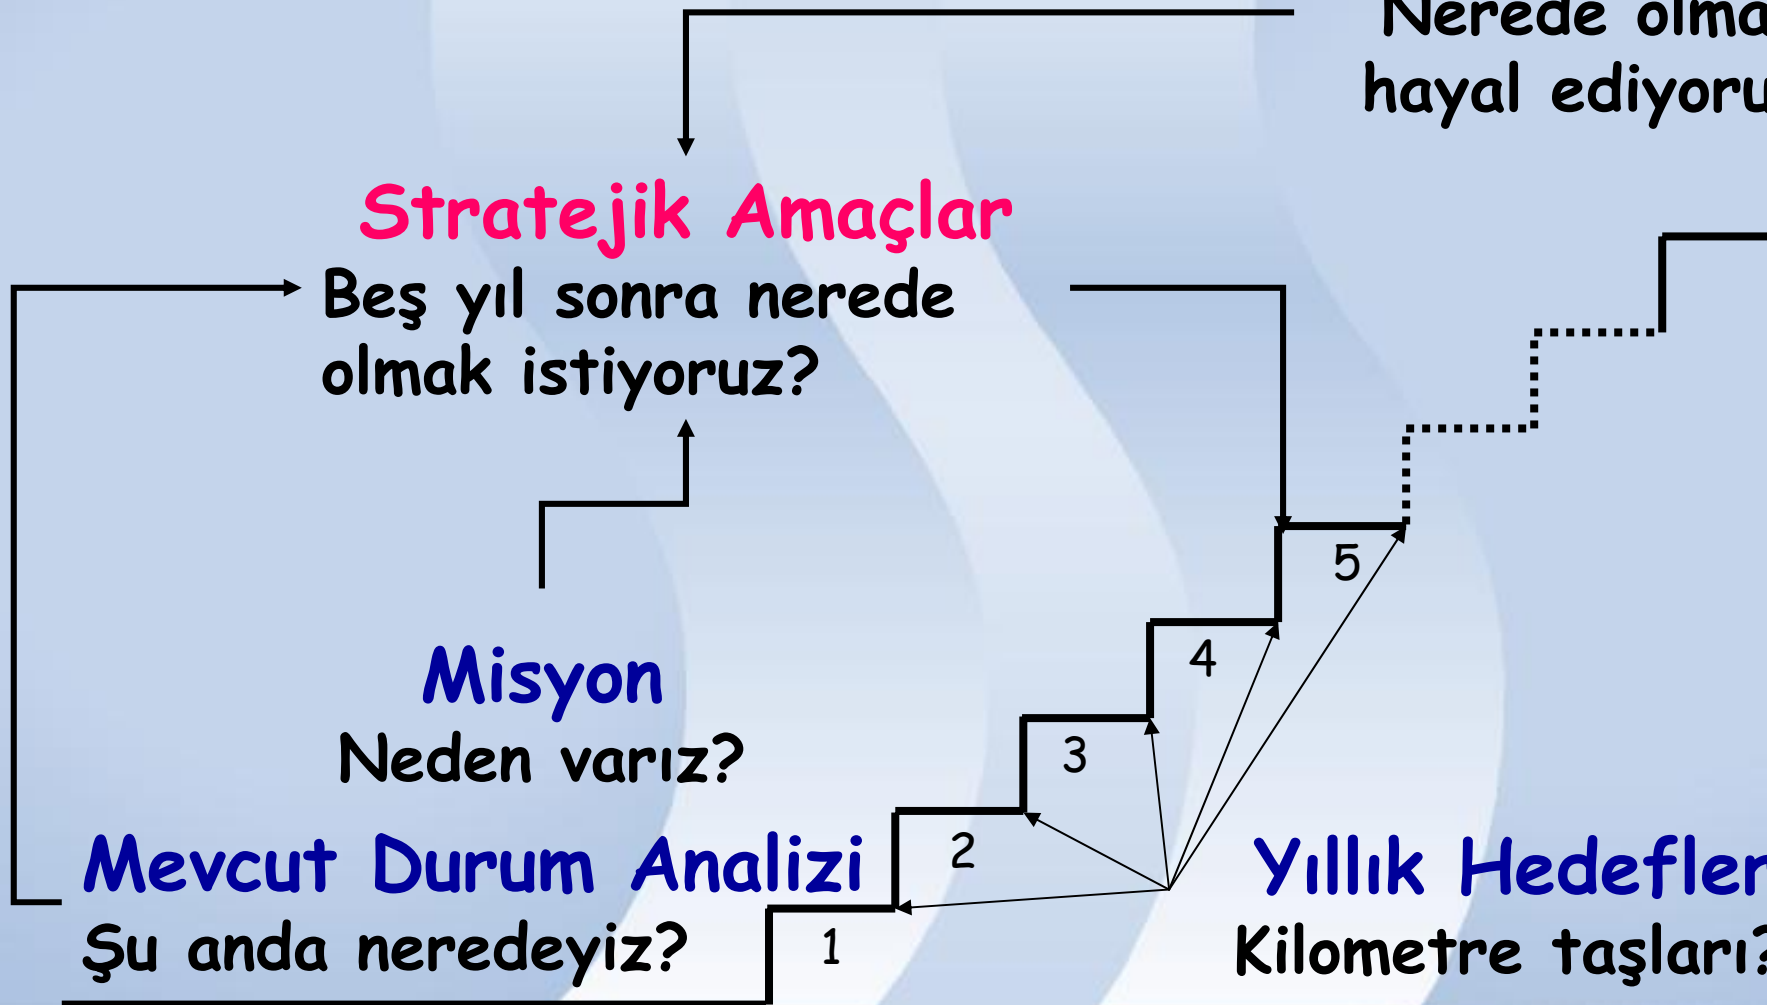 Nerede olma
hayal ediyoru
Stratejik Amaçlar
Beş yıl sonra nerede
olmak istiyoruz?
5
4
Misyon
Neden varız?
3
2
Mevcut Durum Analizi
Şu anda neredeyiz?
1
Yıllık Hedefler
Kilometre taşları?